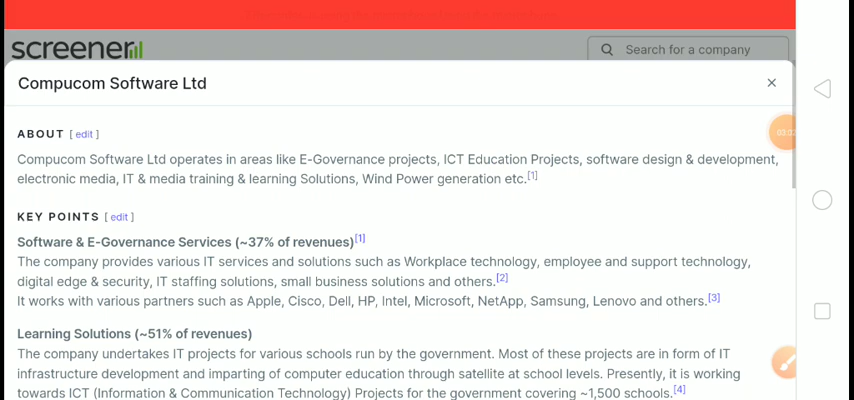 screener
Search for a company
Compucom Software Ltd
ABOUT [ edit ]
Compucom Software Ltd operates in areas like E-Governance projects, ICT Education Projects, software design & development,
electronic media, IT & media training & learning Solutions, Wind Power generation etc.[1]
KEY POINTS [ edit ]
Software & E-Governance Services (~37% of revenues)[1]
The company provides various IT services and solutions such as Workplace technology, employee and support technology,
digital edge & security, IT staffing solutions, small business solutions and others.[2]
It works with various partners such as Apple, Cisco, Dell, HP, Intel, Microsoft, NetApp, Samsung, Lenovo and others.[3]
Learning Solutions (~51% of revenues)
The company undertakes IT projects for various schools run by the government. Most of these projects are in form of IT
infrastructure development and imparting of computer education through satellite at school levels. Presently, it is working
towards ICT (Information & Communication Technology) Projects for the government covering ~1,500 schools.[4]